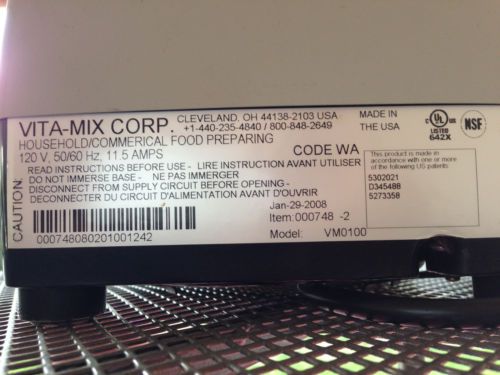 VITA-MIX CORP.
CLEVELAND, OH 44138-2103 USA
+1-440-235-4840 / 800-848-2649
HOUSEHOLD/COMMERICAL FOOD PREPARING
120 V, 50/60 Hz, 11.5 AMPS
CODE WA
MADE IN
THE USA
UL
LISTED
642X
NSF
CAUTION:
READ INSTRUCTIONS BEFORE USE - LIRE INSTRUCTION AVANT UTILISER
DO NOT IMMERSE BASE - NE PAS IMMERGER
DISCONNECT FROM SUPPLY CIRCUIT BEFORE OPENING -
DECONNECTER DU CIRCUIT D'ALIMENTATION AVANT D'OUVRIR
This product is made in
accordance with one or more
of the following US patents:
5302021
D345488
5273358
Jan-29-2008
Item:000748 -2
Model: VM0100
000748080201001242